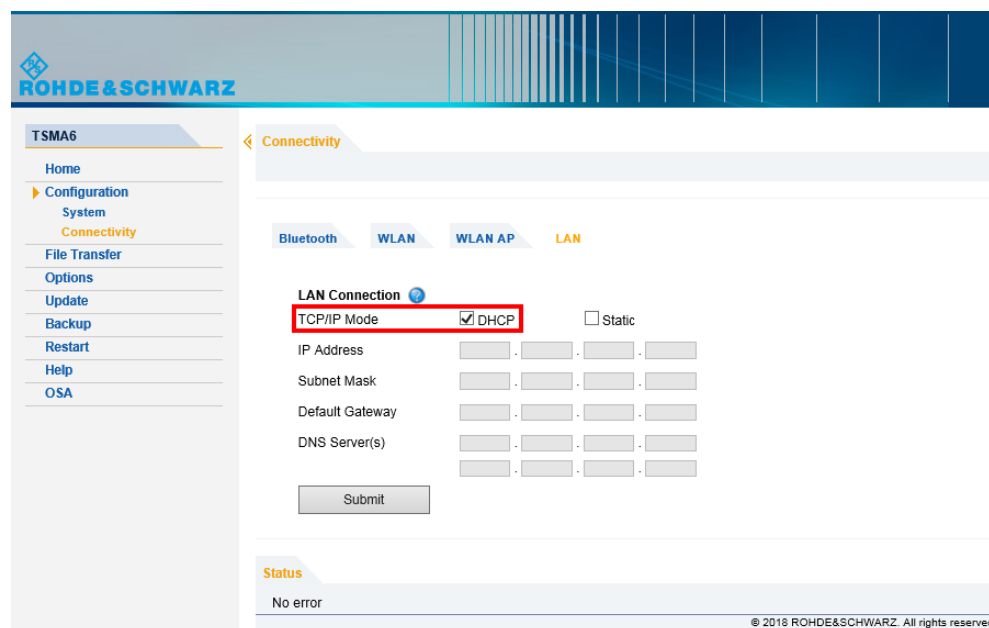 R&S
ROHDE&SCHWARZ
TSMA6
Home
Configuration
System
Connectivity
File Transfer
Options
Update
Backup
Restart
Help
OSA
Connectivity
Bluetooth WLAN WLAN AP LAN
LAN Connection ?
TCP/IP Mode DHCP Static
IP Address . . .
Subnet Mask . . .
Default Gateway . . .
DNS Server(s) . . .
. . .
Submit
Status
No error
© 2018 ROHDE&SCHWARZ. All rights reserve